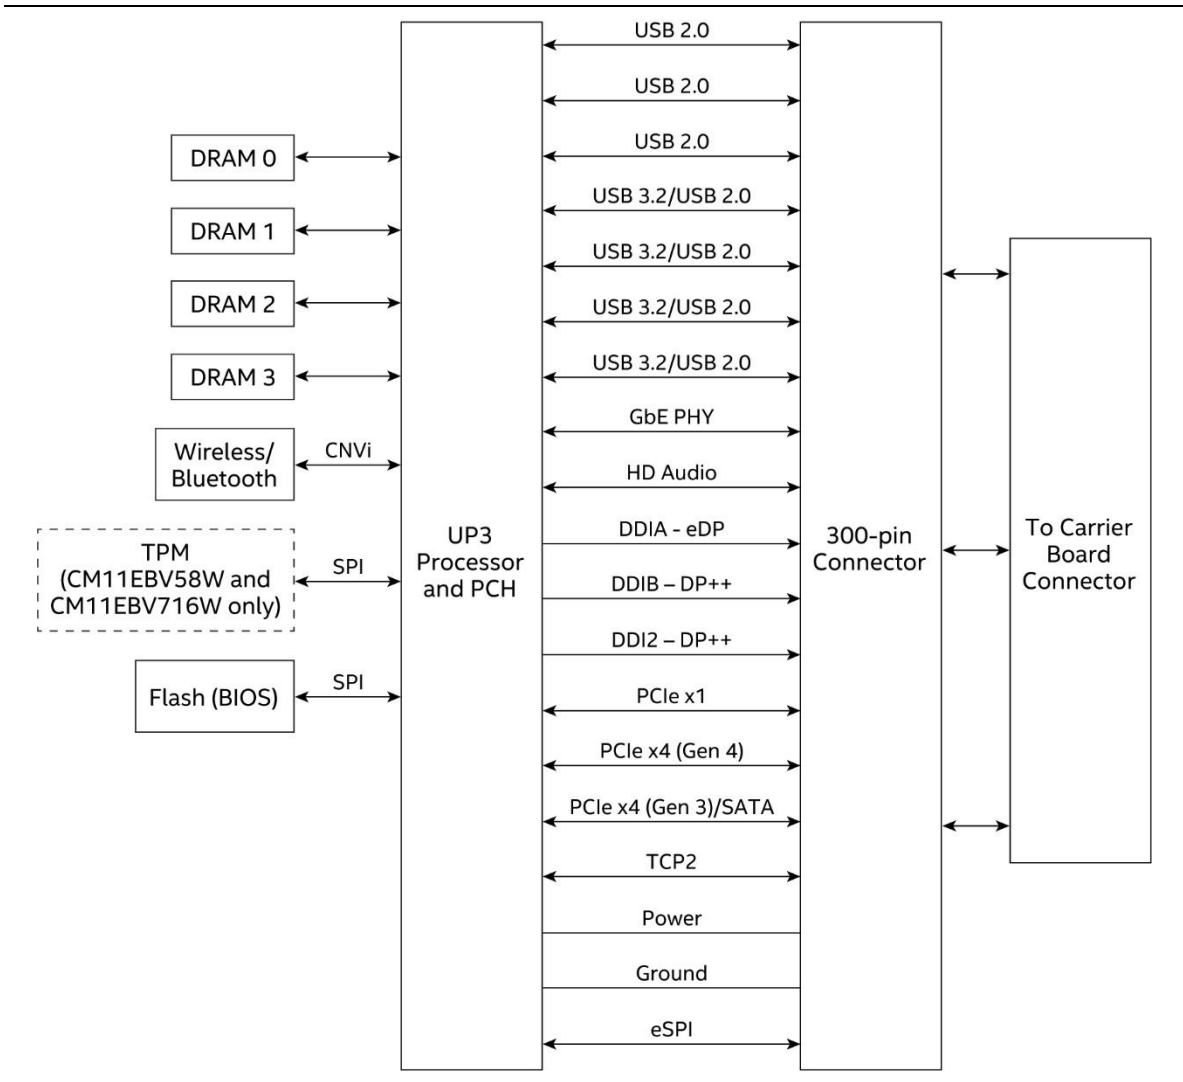 DRAM 0
DRAM 1
DRAM 2
DRAM 3
Wireless/
Bluetooth
CNVi
TPM
(CM11EBV58W and
CM11EBV716W only)
SPI
Flash (BIOS)
SPI
UP3
Processor
and PCH
USB 2.0
USB 2.0
USB 2.0
USB 3.2/USB 2.0
USB 3.2/USB 2.0
USB 3.2/USB 2.0
USB 3.2/USB 2.0
GbE PHY
HD Audio
DDIA - eDP
DDIB – DP++
DDI2 – DP++
PCIe x1
PCIe x4 (Gen 4)
PCIe x4 (Gen 3)/SATA
TCP2
Power
Ground
eSPI
300-pin
Connector
To Carrier
Board
Connector